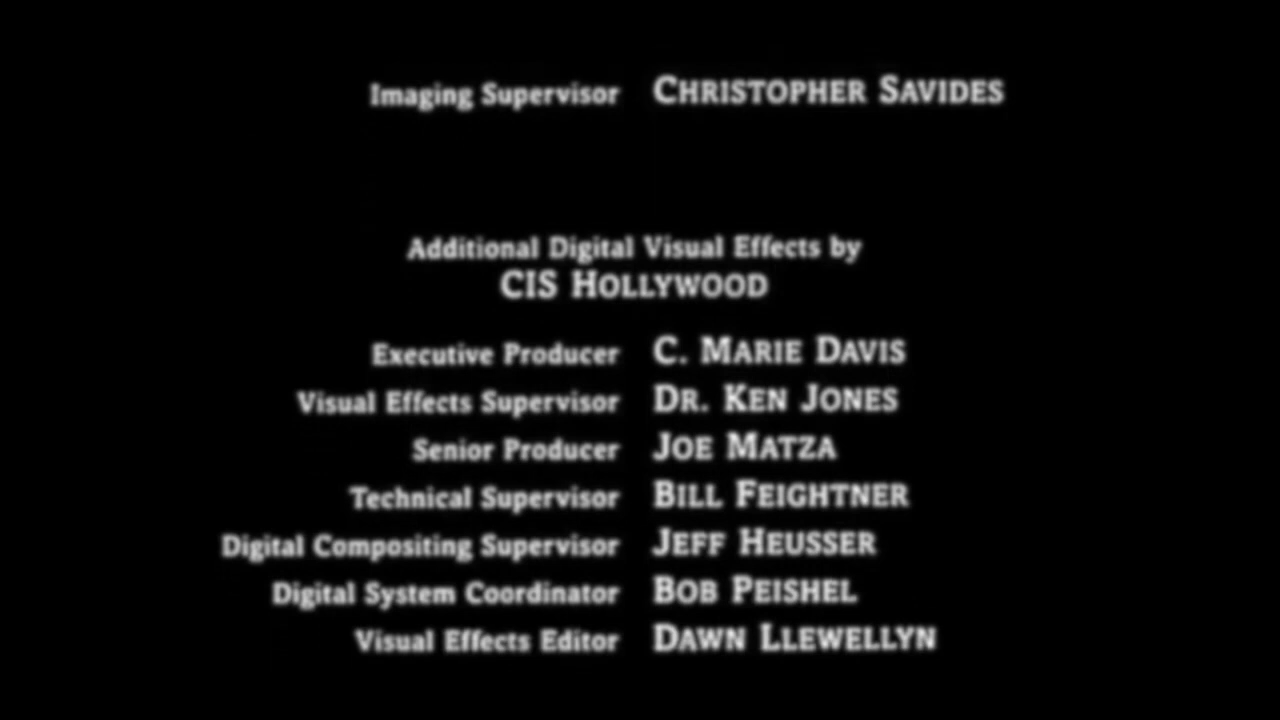 Imaging Supervisor CHRISTOPHER SAVIDES
Additional Digital Visual Effects by
CIS HOLLYWOOD
Executive Producer C. MARIE DAVIS
Visual Effects Supervisor DR. KEN JONES
Senior Producer JOE MATZA
Technical Supervisor BILL FEIGHTNER
Digital Compositing Supervisor JEFF HEUSSER
Digital System Coordinator BOB PEISHEL
Visual Effects Editor DAWN LLEWELLYN